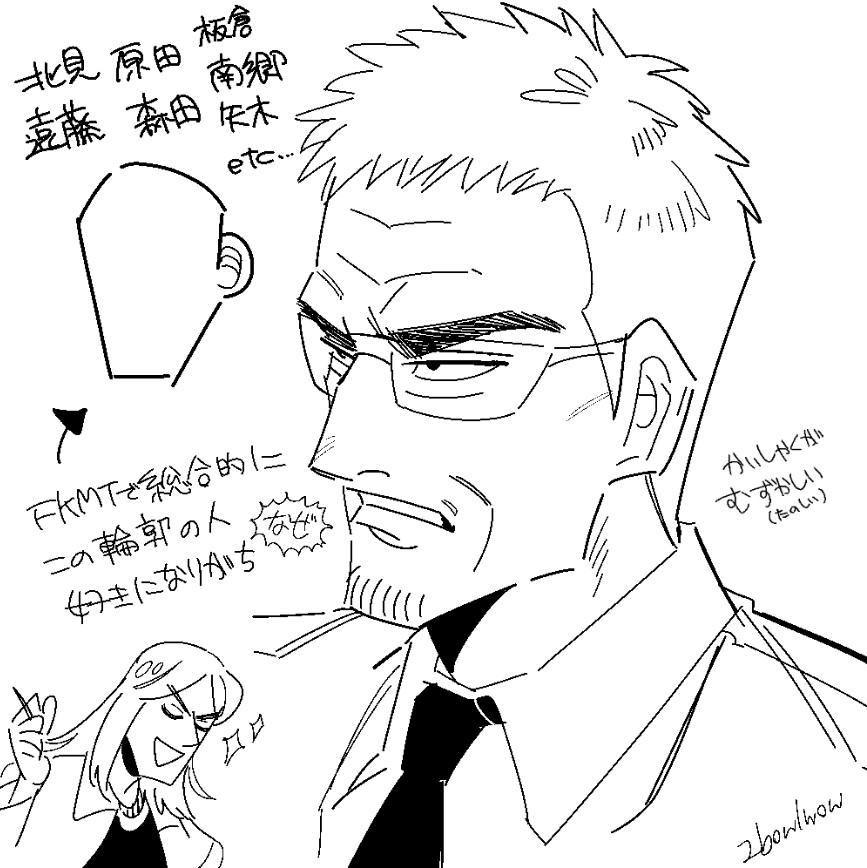 北見 原田 板倉
遠藤 森田 南郷
矢木
etc…
FKMTで総合的に
この輪郭の人
好きになりがち
なぜ
かいしゃくが
むずかしい
(たのしい)
2bowlwow